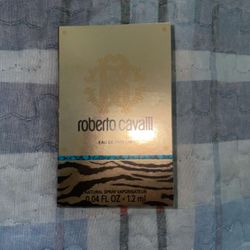 roberto cavalli
EAU DE PARFUM
NATURAL SPRAY VAPORISATEUR
0.04 FL OZ • 1.2 ml